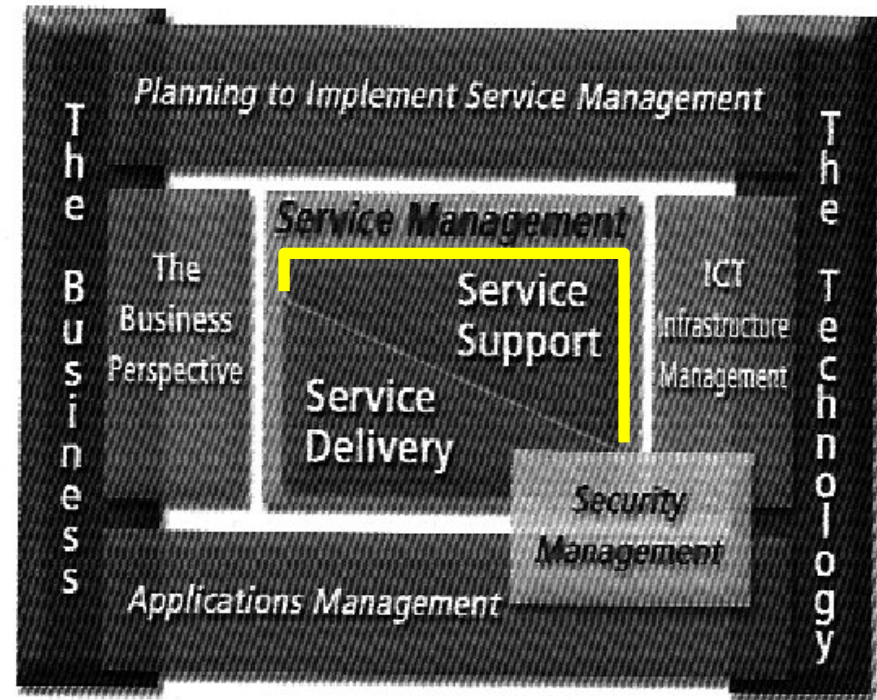 Planning to Implement Service Management
The Business
The Technology
Service Management
The
Business
Perspective
Service
Support
ICT
Infrastructure
Management
Service
Delivery
Security
Management
Applications Management